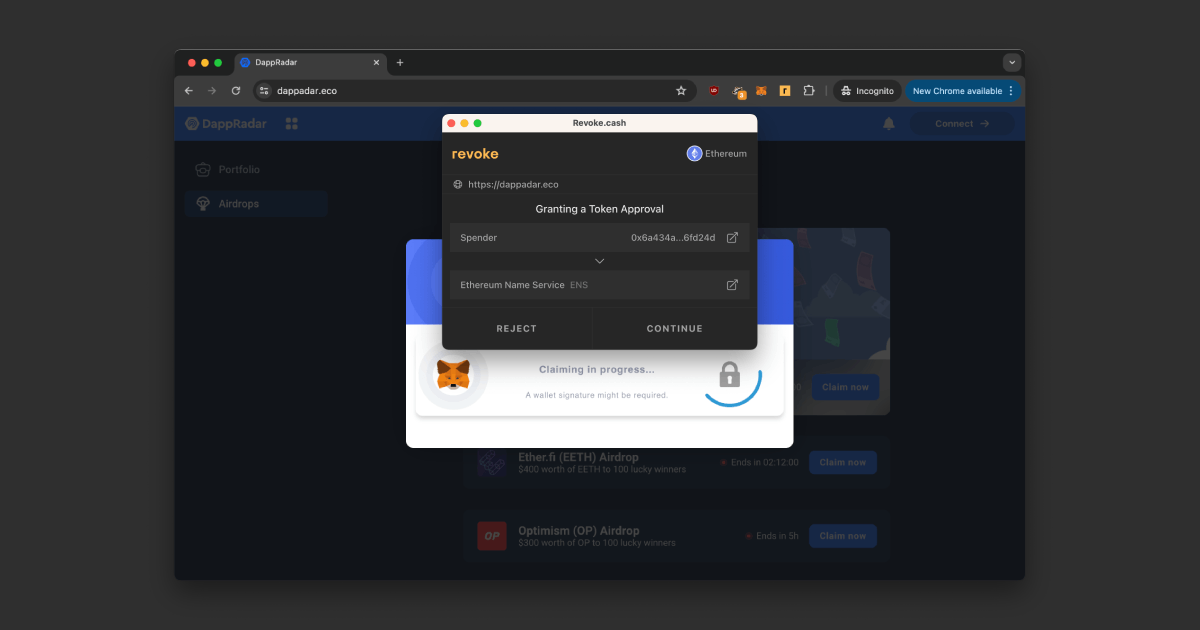 DappRadar
dappadar.eco
3
Incognito
New Chrome available
DappRadar
Connect
Revoke.cash
revoke
Ethereum
https://dappadar.eco
Granting a Token Approval
Spender
0x6a434a...6fd24d
Ethereum Name Service ENS
REJECT
CONTINUE
Portfolio
Airdrops
Claiming in progress...
A wallet signature might be required.
Claim now
Ether.fi (EETH) Airdrop
$400 worth of EETH to 100 lucky winners
Ends in 02:12:00
Claim now
OP
Optimism (OP) Airdrop
$300 worth of OP to 100 lucky winners
Ends in 5h
Claim now